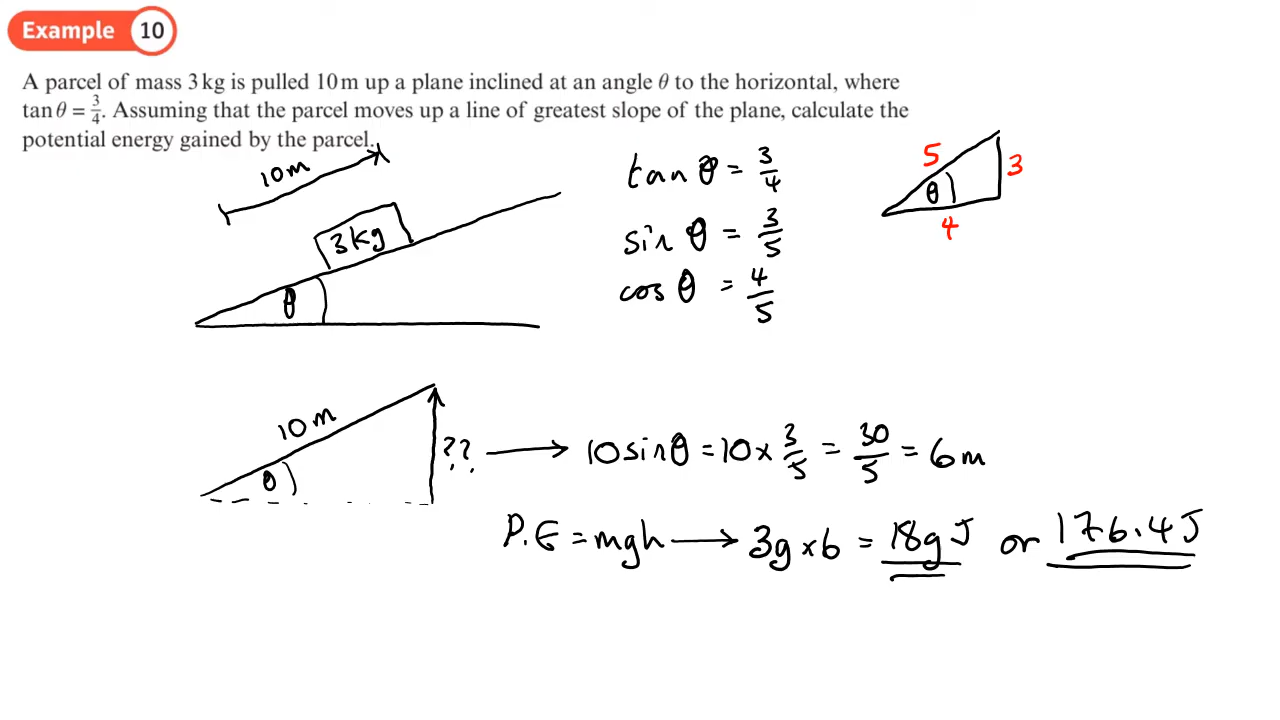 Example 10
A parcel of mass 3 kg is pulled 10 m up a plane inclined at an angle θ to the horizontal, where
tan θ = 3/4. Assuming that the parcel moves up a line of greatest slope of the plane, calculate the
potential energy gained by the parcel.
10m
3kg
θ
tan θ = 3/4
sin θ = 3/5
cos θ = 4/5
5
3
θ
4
10m
θ
?? → 10sinθ = 10 × 3/5 = 30/5 = 6m
P.E = mgh → 3g × 6 = 18g J or 176.4 J